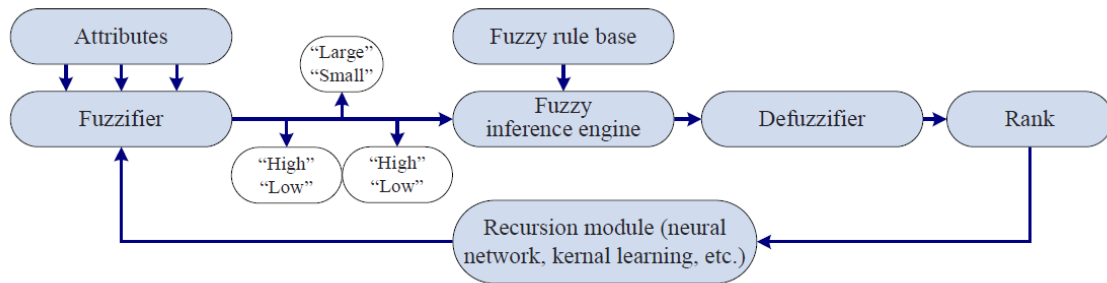 Attributes
Fuzzy rule base
“Large”
“Small”
Fuzzifier
Fuzzy
inference engine
Defuzzifier
Rank
“High”
“Low”
“High”
“Low”
Recursion module (neural
network, kernal learning, etc.)